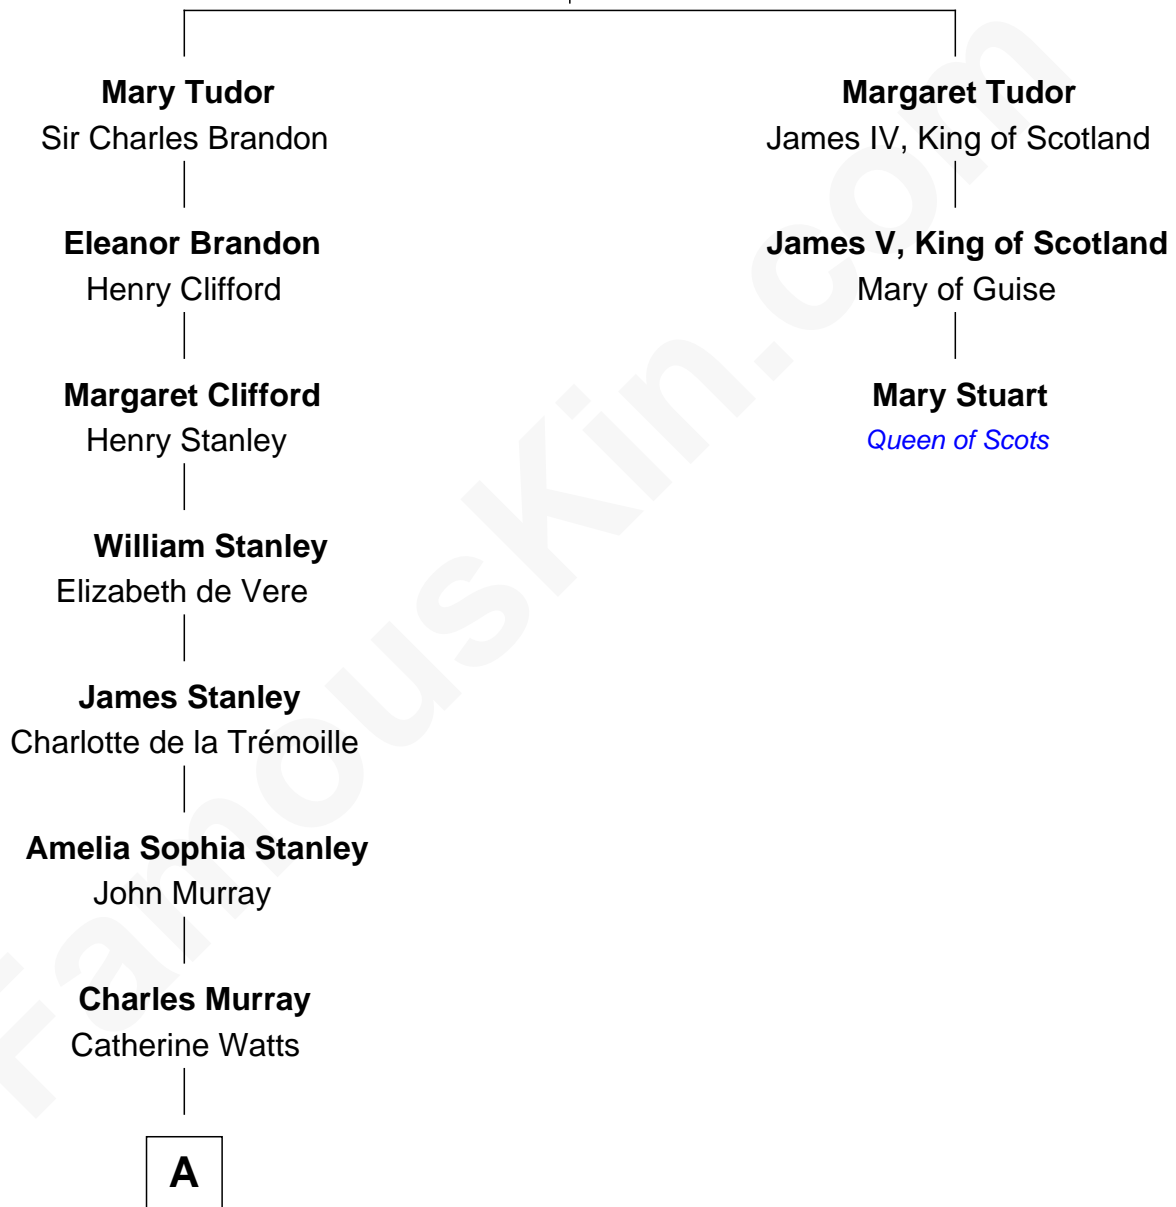 Mary Tudor
Sir Charles Brandon
Eleanor Brandon
Henry Clifford
Margaret Clifford
Henry Stanley
William Stanley
Elizabeth de Vere
James Stanley
Charlotte de la Trémoille
Amelia Sophia Stanley
John Murray
Charles Murray
Catherine Watts
A
Margaret Tudor
James IV, King of Scotland
James V, King of Scotland
Mary of Guise
Mary Stuart
Queen of Scots
FamousKin.com